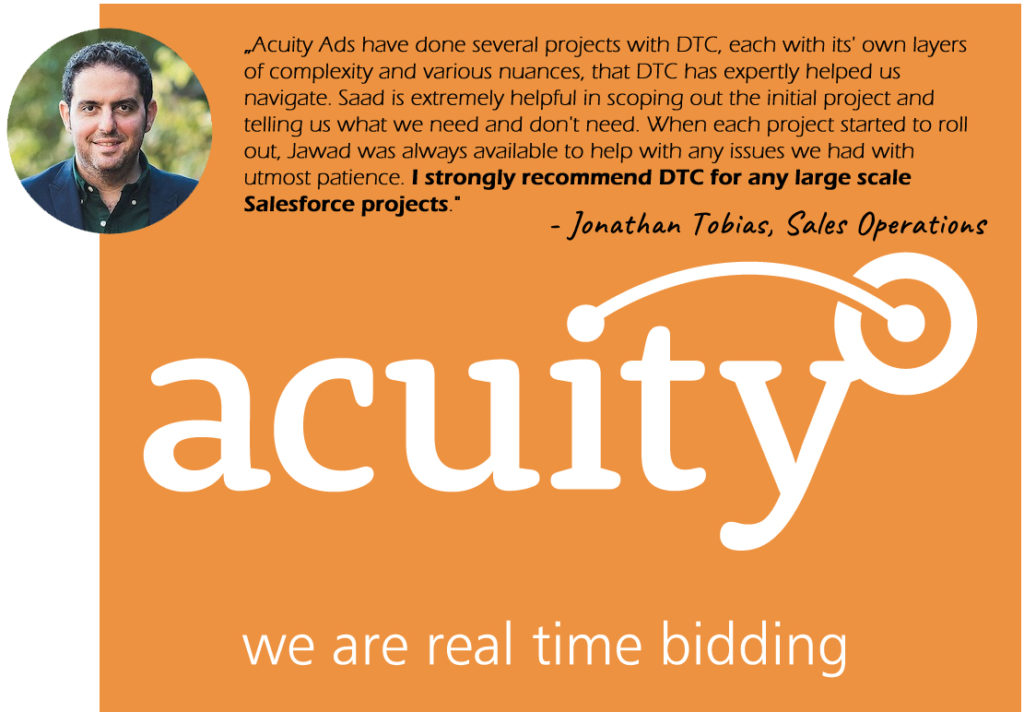 „Acuity Ads have done several projects with DTC, each with its' own layers
of complexity and various nuances, that DTC has expertly helped us
navigate. Saad is extremely helpful in scoping out the initial project and
telling us what we need and don't need. When each project started to roll
out, Jawad was always available to help with any issues we had with
utmost patience. I strongly recommend DTC for any large scale
Salesforce projects."
- Jonathan Tobias, Sales Operations
acuity
we are real time bidding